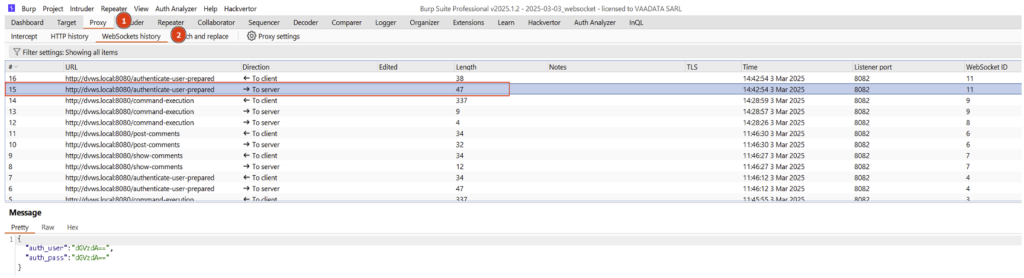 Burp Project Intruder Repeater View Auth Analyzer Help Hackvertor Burp Suite Professional v2025.1.2 - 2025-03-03_websocket - licensed to VAADATA SARL
Dashboard Target Proxy 1 uder Repeater Collaborator Sequencer Decoder Comparer Logger Organizer Extensions Learn Hackvertor Auth Analyzer InQL
Intercept HTTP history WebSockets history 2 ch and replace Proxy settings
Filter settings: Showing all items
# URL Direction Edited Length Notes TLS Time Listener port WebSocket ID
16 http://dvws.local:8080/authenticate-user-prepared ← To client 38 14:42:54 3 Mar 2025 8082 11
15 http://dvws.local:8080/authenticate-user-prepared → To server 47 14:42:54 3 Mar 2025 8082 11
14 http://dvws.local:8080/command-execution ← To client 337 14:28:59 3 Mar 2025 8082 9
13 http://dvws.local:8080/command-execution → To server 9 14:28:57 3 Mar 2025 8082 9
12 http://dvws.local:8080/command-execution → To server 4 14:28:26 3 Mar 2025 8082 8
11 http://dvws.local:8080/post-comments ← To client 34 11:46:30 3 Mar 2025 8082 6
10 http://dvws.local:8080/post-comments → To server 32 11:46:30 3 Mar 2025 8082 6
9 http://dvws.local:8080/show-comments ← To client 34 11:46:27 3 Mar 2025 8082 7
8 http://dvws.local:8080/show-comments → To server 12 11:46:27 3 Mar 2025 8082 7
7 http://dvws.local:8080/authenticate-user-prepared ← To client 34 11:46:12 3 Mar 2025 8082 4
6 http://dvws.local:8080/authenticate-user-prepared → To server 47 11:46:12 3 Mar 2025 8082 4
5 http://dvws.local:8080/command-execution ← To client 337 11:45:55 3 Mar 2025 8082 3
Message
Pretty Raw Hex
1 {
"auth_user":"dGVzdA==",
"auth_pass":"dGVzdA=="
}